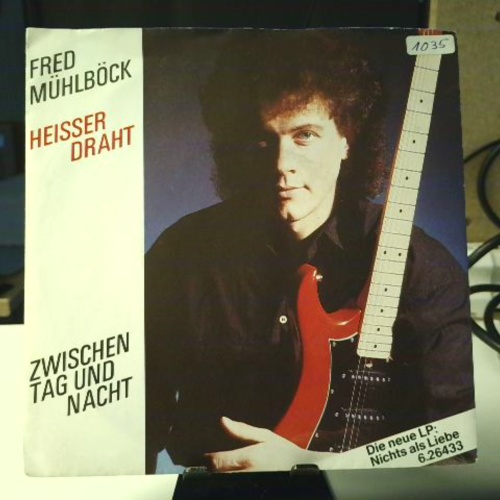 FRED
MÜHLBÖCK
HEISSER
DRAHT
ZWISCHEN
TAG UND
NACHT
1035
Die neue LP:
Nichts als Liebe
6.26433